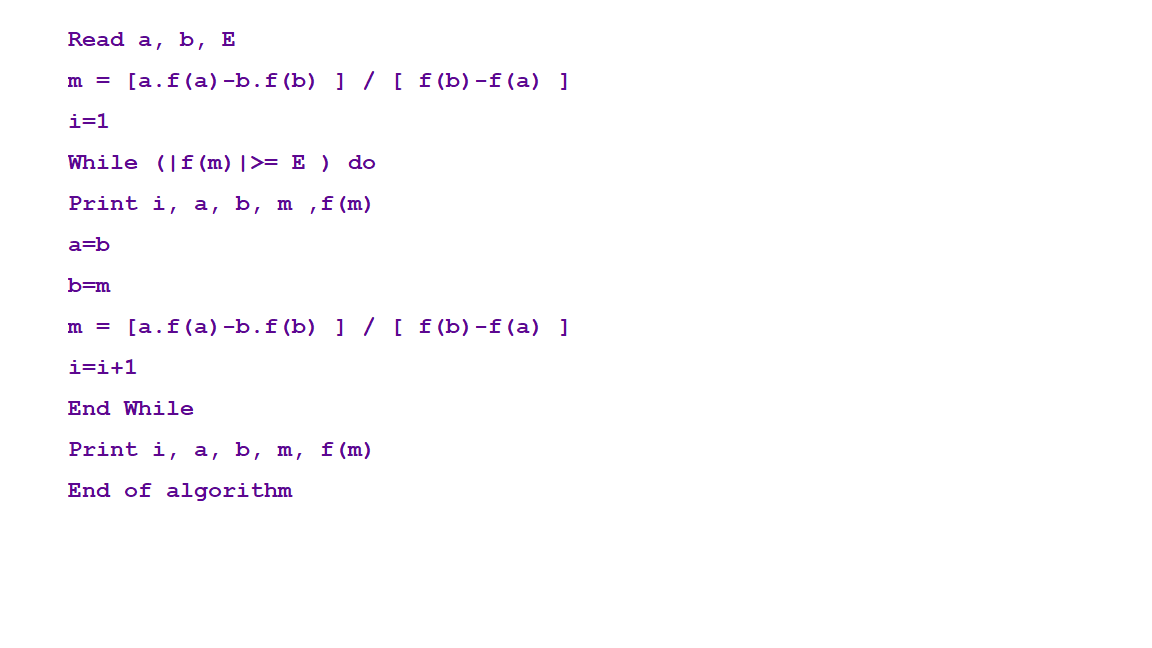 Read a, b, E
m = [a.f(a)-b.f(b) ] / [ f(b)-f(a) ]
i=1
While (|f(m)|>= E ) do
Print i, a, b, m ,f(m)
a=b
b=m
m = [a.f(a)-b.f(b) ] / [ f(b)-f(a) ]
i=i+1
End While
Print i, a, b, m, f(m)
End of algorithm